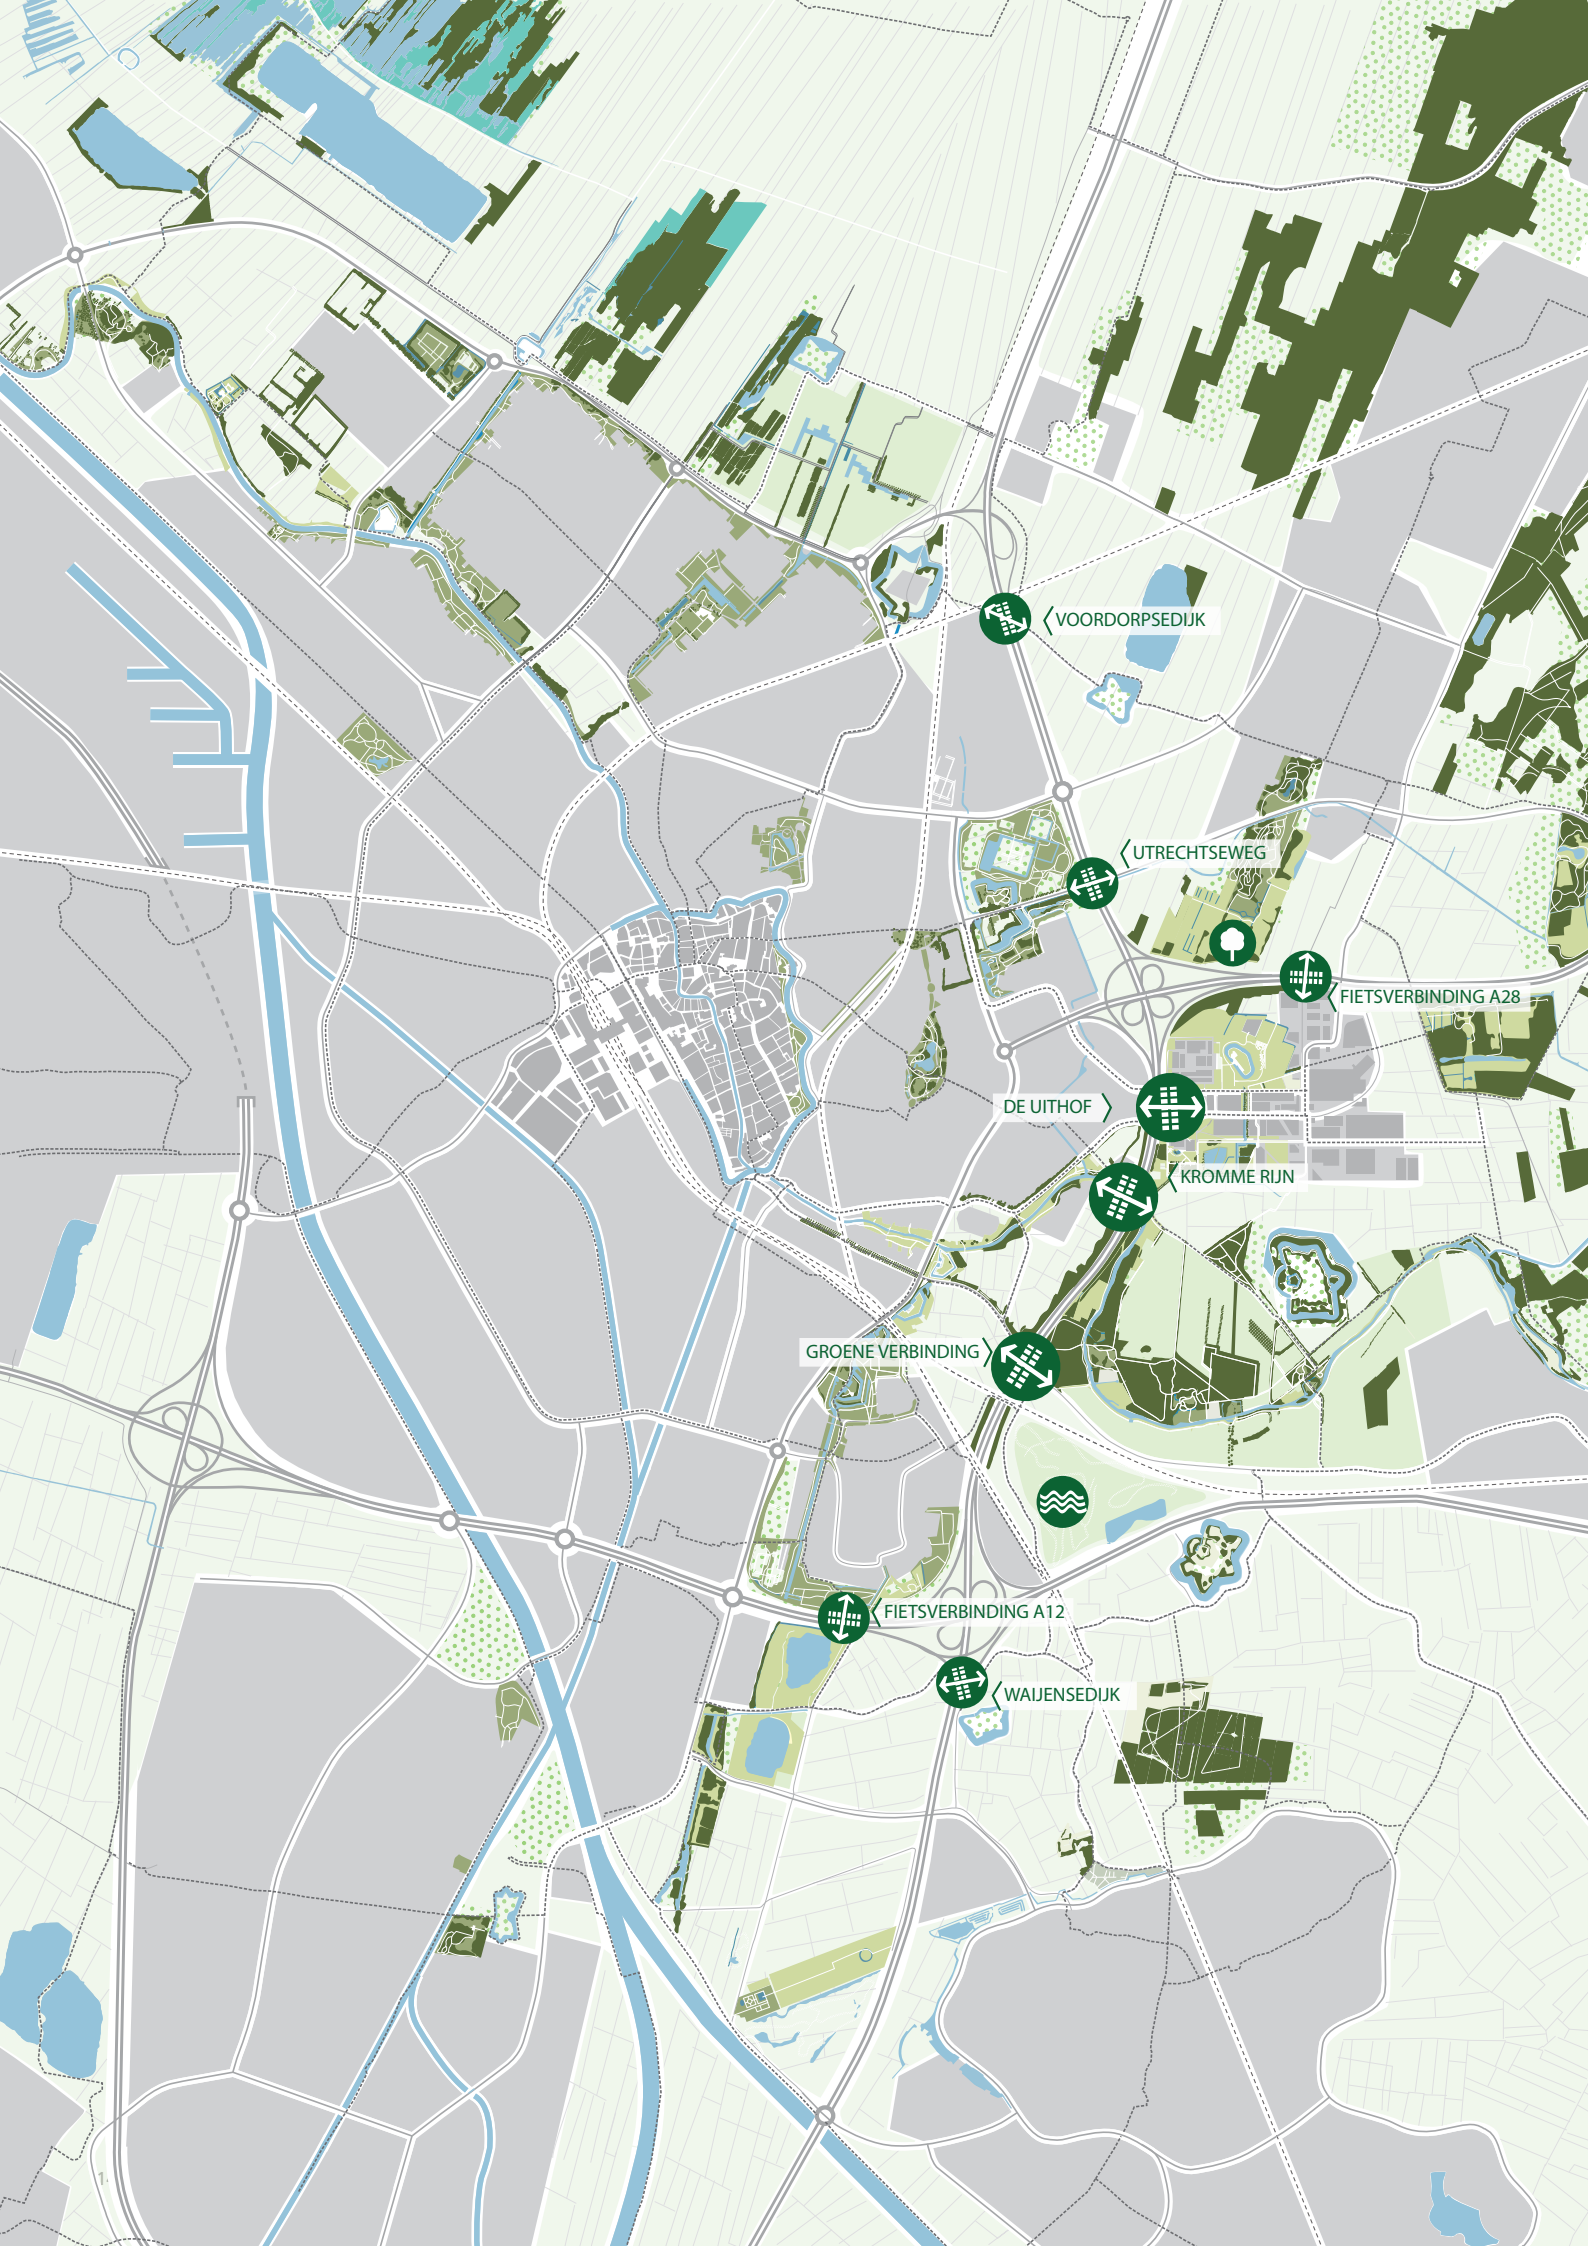 VOORDORPSEDIJK
UTRECHTSEWEG
FIETSVERBINDING A28
DE UITHOF
KROMME RIJN
GROENE VERBINDING
FIETSVERBINDING A12
WAIJENSEDIJK